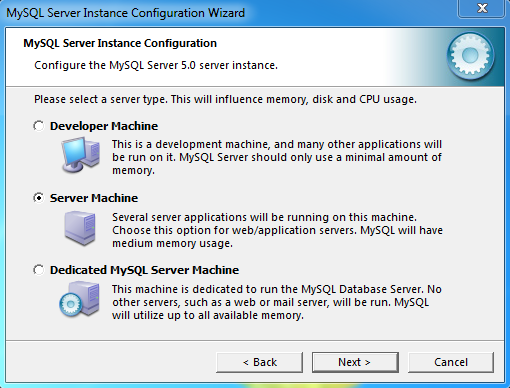 MySQL Server Instance Configuration Wizard
MySQL Server Instance Configuration
Configure the MySQL Server 5.0 server instance.
Please select a server type. This will influence memory, disk and CPU usage.
Developer Machine
This is a development machine, and many other applications will
be run on it. MySQL Server should only use a minimal amount of
memory.
Server Machine
Several server applications will be running on this machine.
Choose this option for web/application servers. MySQL will have
medium memory usage.
Dedicated MySQL Server Machine
This machine is dedicated to run the MySQL Database Server. No
other servers, such as a web or mail server, will be run. MySQL
will utilize up to all available memory.
< Back
Next >
Cancel